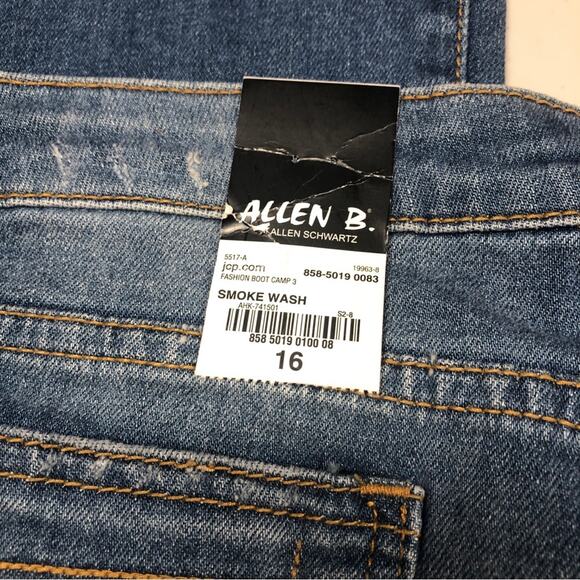 ALLEN B.
ALLEN SCHWARTZ
5517-A 19963-8
jcp.com 858-5019 0083
FASHION BOOT CAMP 3
SMOKE WASH
AHK-741501 S2-8
858 5019 0100 08
16